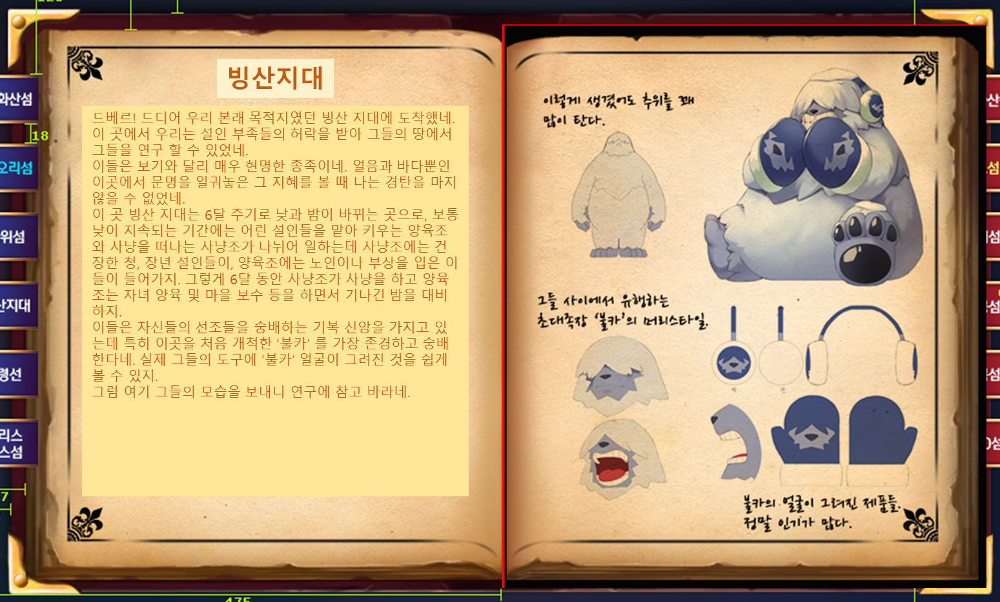 화산섬
18
오리섬
위섬
산지대
령선
리스
스섬
7
175
빙산지대
드베르! 드디어 우리 본래 목적지였던 빙산 지대에 도착했네.
이 곳에서 우리는 설인 부족들의 허락을 받아 그들의 땅에서
그들을 연구 할 수 있었네.
이들은 보기와 달리 매우 현명한 종족이네. 얼음과 바다뿐인
이곳에서 문명을 일궈놓은 그 지혜를 볼 때 나는 경탄을 마지
않을 수 없었네.
이 곳 빙산 지대는 6달 주기로 낮과 밤이 바뀌는 곳으로, 보통
낮이 지속되는 기간에는 어린 설인들을 맡아 키우는 양육조
와 사냥을 떠나는 사냥조가 나뉘어 일하는데 사냥조에는 건
장한 청, 장년 설인들이, 양육조에는 노인이나 부상을 입은 이
들이 들어가지. 그렇게 6달 동안 사냥조가 사냥을 하고 양육
조는 자녀 양육 및 마을 보수 등을 하면서 기나긴 밤을 대비
하지.
이들은 자신들의 선조들을 숭배하는 기복 신앙을 가지고 있
는데 특히 이곳을 처음 개척한 ‘불카’ 를 가장 존경하고 숭배
한다네. 실제 그들의 도구에 ‘불카’ 얼굴이 그려진 것을 쉽게
볼 수 있지.
그럼 여기 그들의 모습을 보내니 연구에 참고 바라네.
이렇게 생겼어도 추위를 꽤
많이 탄다.
그들 사이에서 유행하는
초대족장 ‘불카’의 머리스타일.
불카의 얼굴이 그려진 제품들.
정말 인기가 많다.
섬
섬